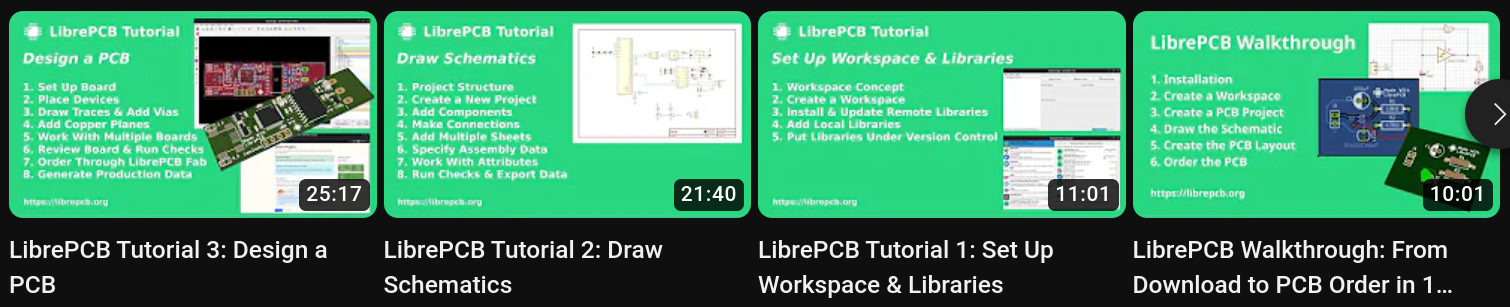 LibrePCB Tutorial
Design a PCB
1. Set Up Board
2. Place Devices
3. Draw Traces & Add Vias
4. Add Copper Planes
5. Work With Multiple Boards
6. Review Board & Run Checks
7. Order Through LibrePCB Fab
8. Generate Production Data
https://librepcb.org
25:17
LibrePCB Tutorial 3: Design a
PCB
LibrePCB Tutorial
Draw Schematics
1. Project Structure
2. Create a New Project
3. Add Components
4. Make Connections
5. Add Multiple Sheets
6. Specify Assembly Data
7. Work With Attributes
8. Run Checks & Export Data
https://librepcb.org
21:40
LibrePCB Tutorial 2: Draw
Schematics
LibrePCB Tutorial
Set Up Workspace & Libraries
1. Workspace Concept
2. Create a Workspace
3. Install & Update Remote Libraries
4. Add Local Libraries
5. Put Libraries Under Version Control
https://librepcb.org
11:01
LibrePCB Tutorial 1: Set Up
Workspace & Libraries
LibrePCB Walkthrough
1. Installation
2. Create a Workspace
3. Create a PCB Project
4. Draw the Schematic
5. Create the PCB Layout
6. Order the PCB
https://librepcb.org
10:01
LibrePCB Walkthrough: From
Download to PCB Order in 1...